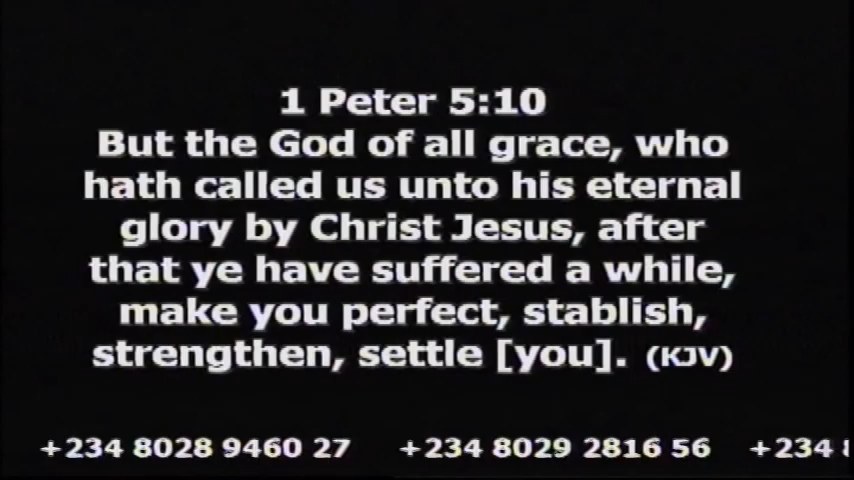 1 Peter 5:10
But the God of all grace, who
hath called us unto his eternal
glory by Christ Jesus, after
that ye have suffered a while,
make you perfect, stablish,
strengthen, settle [you]. (KJV)
+234 8028 9460 27 +234 8029 2816 56 +234